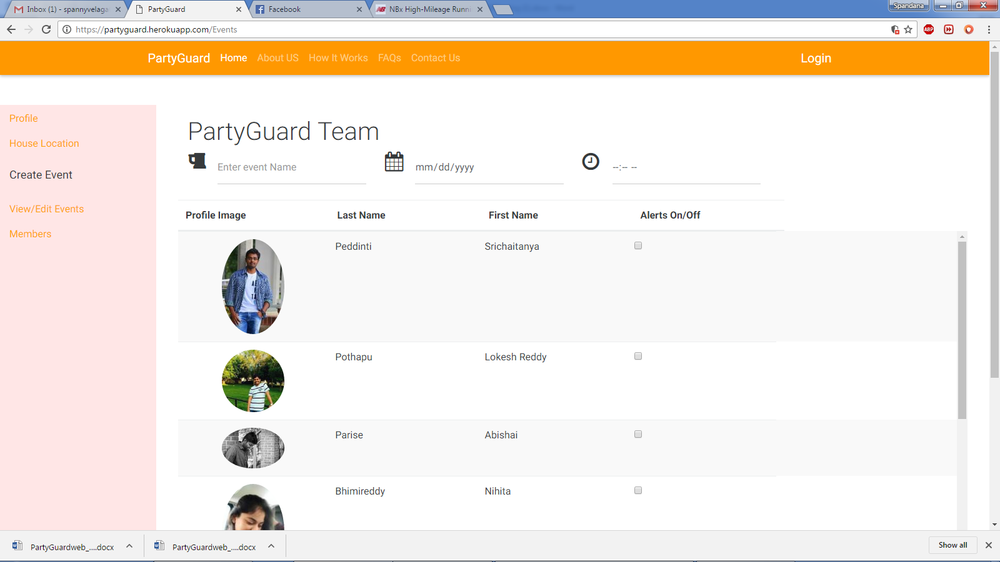 Inbox (1) - spannyvelaga
PartyGuard
Facebook
NBx High-Mileage Runni
Spandana
https://partyguard.herokuapp.com/Events
ABP
PartyGuard Home About US How It Works FAQs Contact Us Login
Profile
House Location
Create Event
View/Edit Events
Members
PartyGuard Team
Enter event Name
mm/dd/yyyy
--:-- --
Profile Image Last Name First Name Alerts On/Off
Peddinti Srichaitanya
Pothapu Lokesh Reddy
Parise Abishai
Bhimireddy Nihita
PartyGuardweb_....docx
PartyGuardweb_....docx
Show all